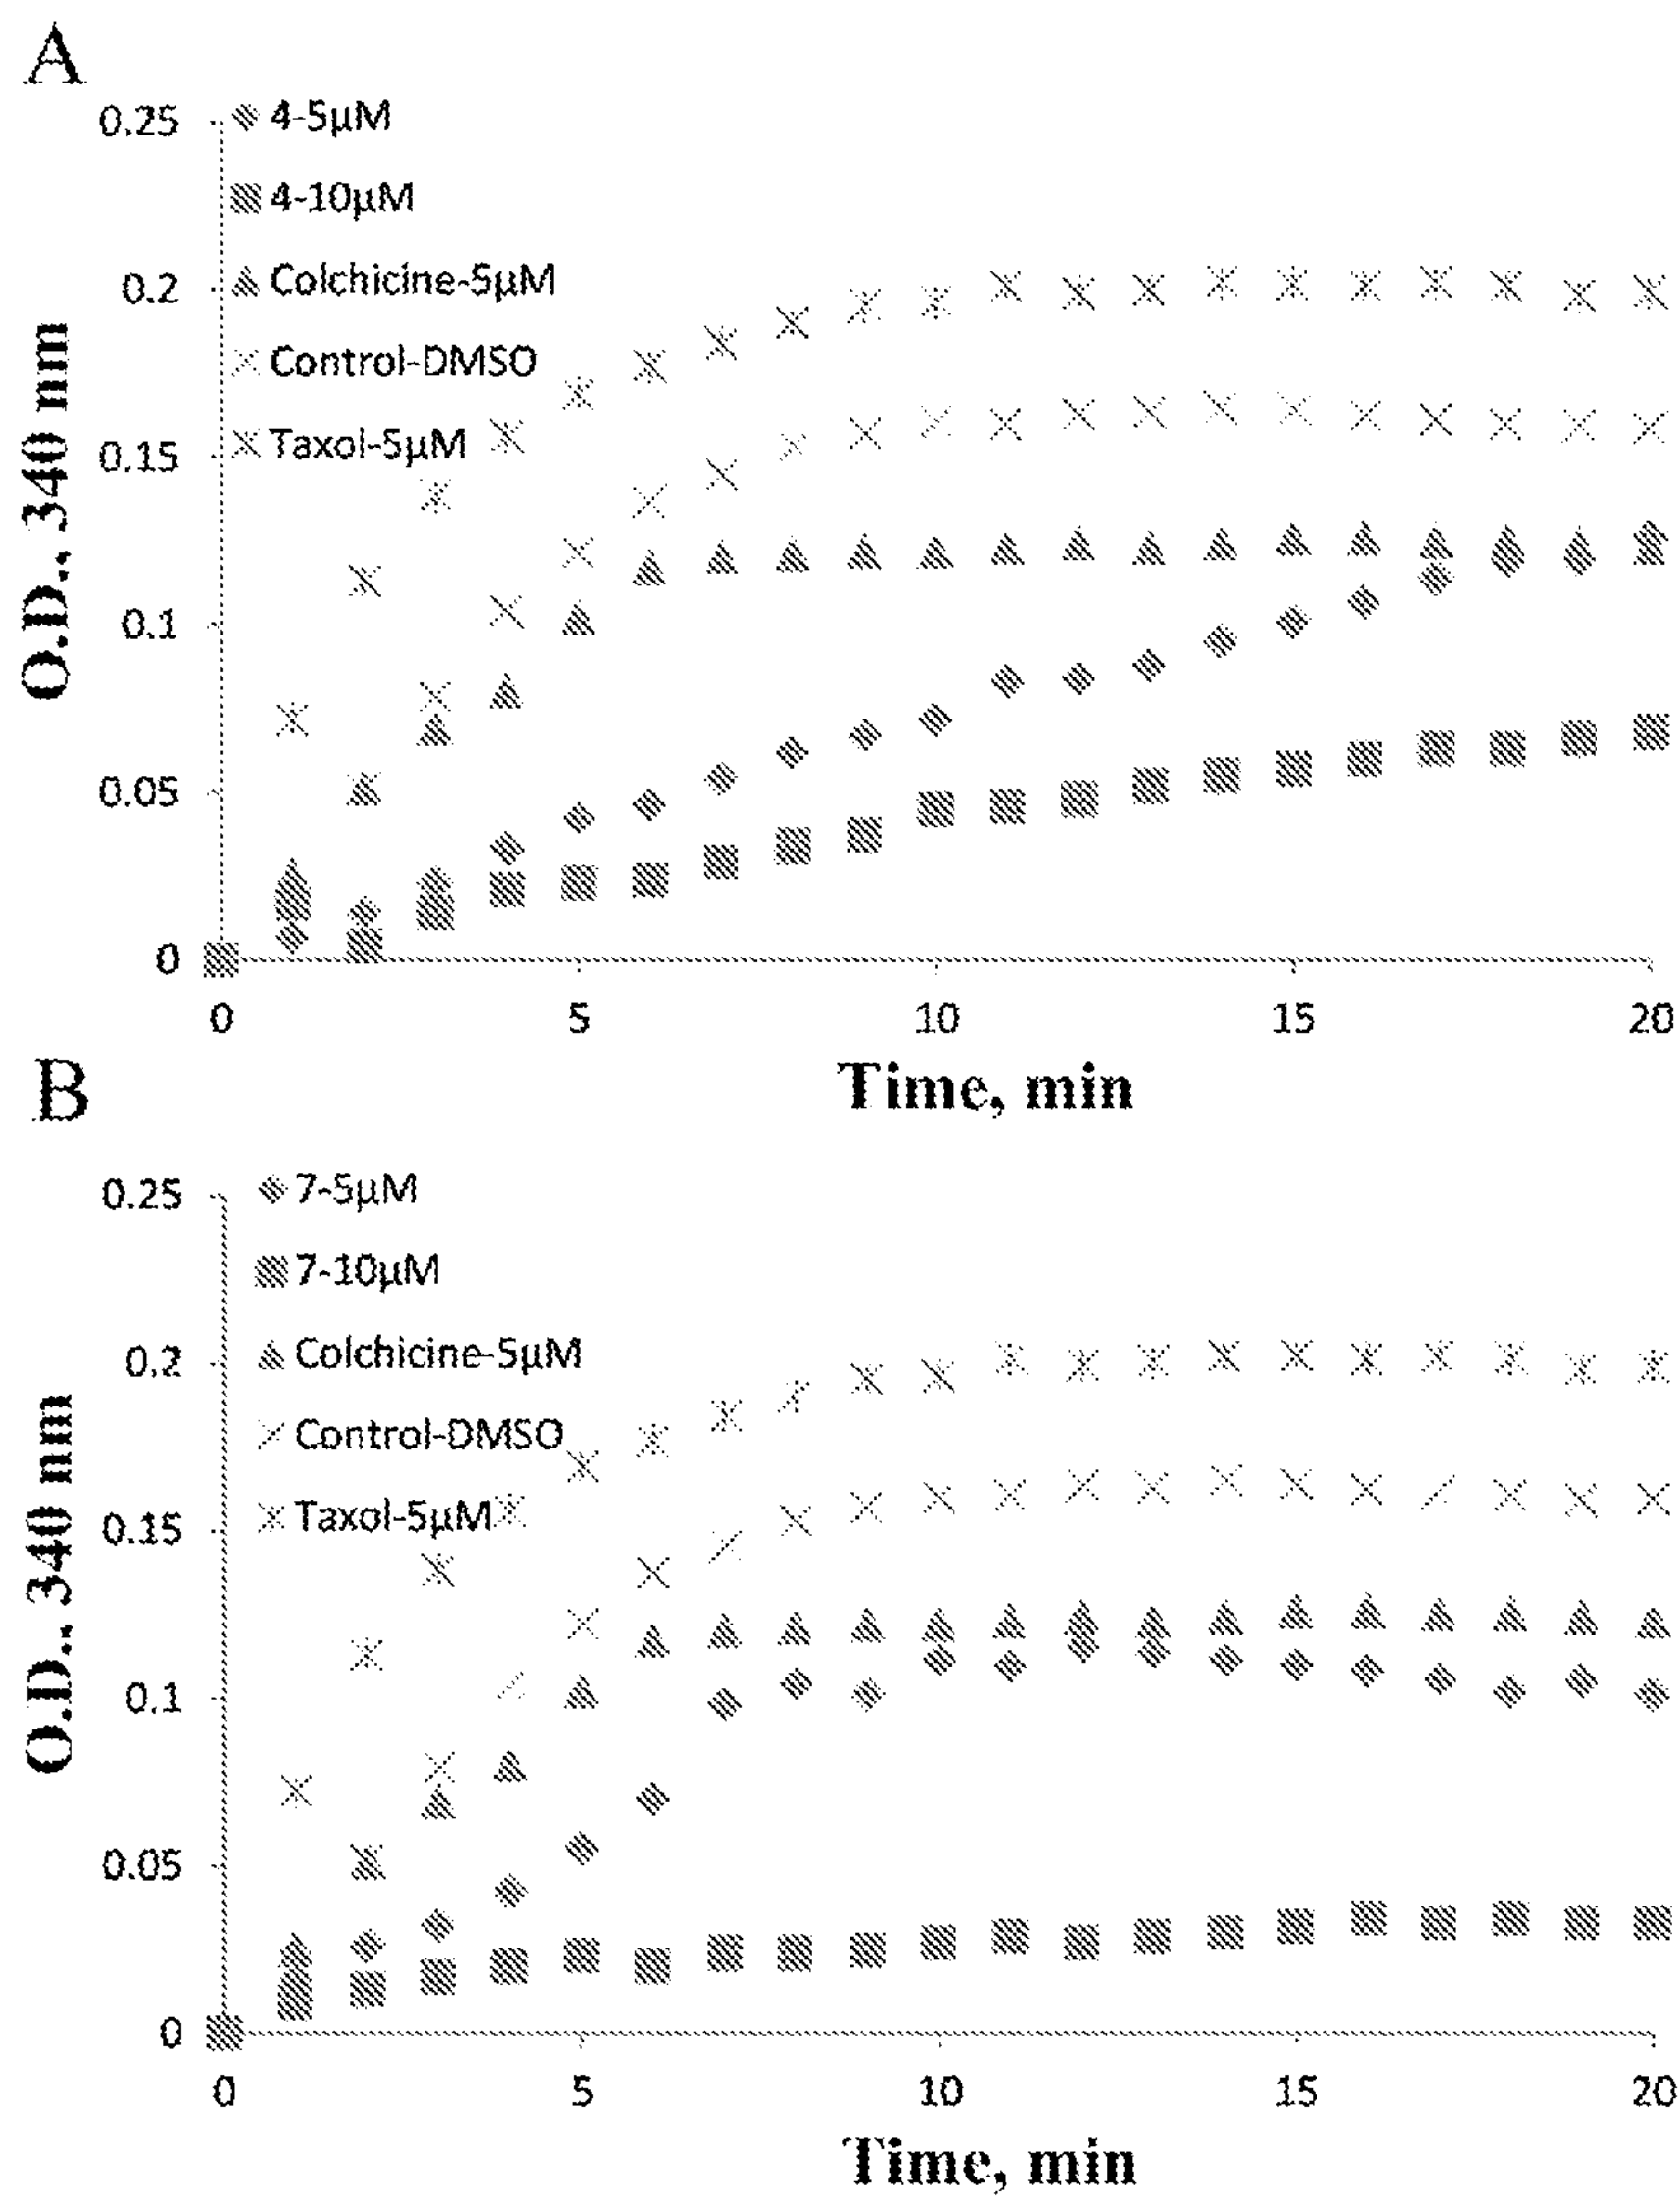 A
0.25
0.2
0.15
0.1
0.05
0
O.D., 340 nm
4-5µM
4-10µM
Colchicine-5µM
Control-DMSO
Taxol-5µM
0 5 10 15 20
Time, min
B
0.25
0.2
0.15
0.1
0.05
0
O.D., 340 nm
7-5µM
7-10µM
Colchicine-5µM
Control-DMSO
Taxol-5µM
0 5 10 15 20
Time, min